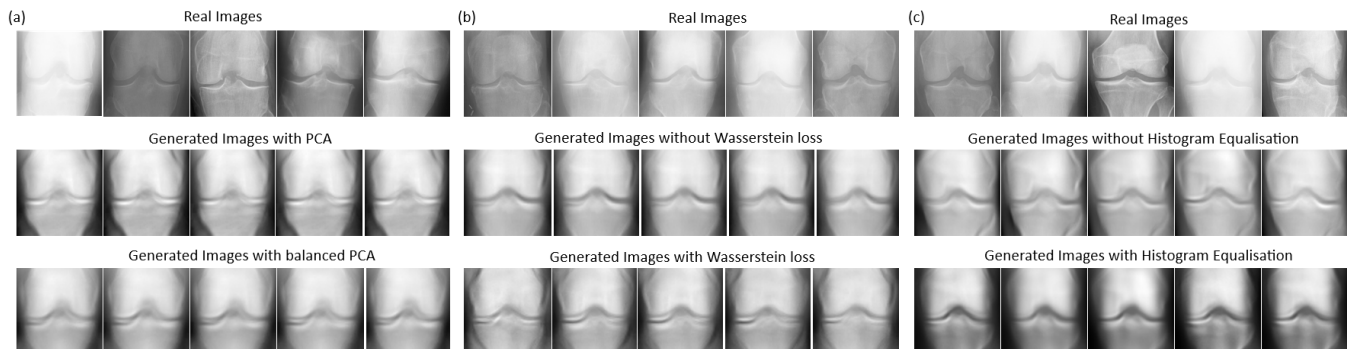 (a)
Real Images
Generated Images with PCA
Generated Images with balanced PCA
(b)
Real Images
Generated Images without Wasserstein loss
Generated Images with Wasserstein loss
(c)
Real Images
Generated Images without Histogram Equalisation
Generated Images with Histogram Equalisation